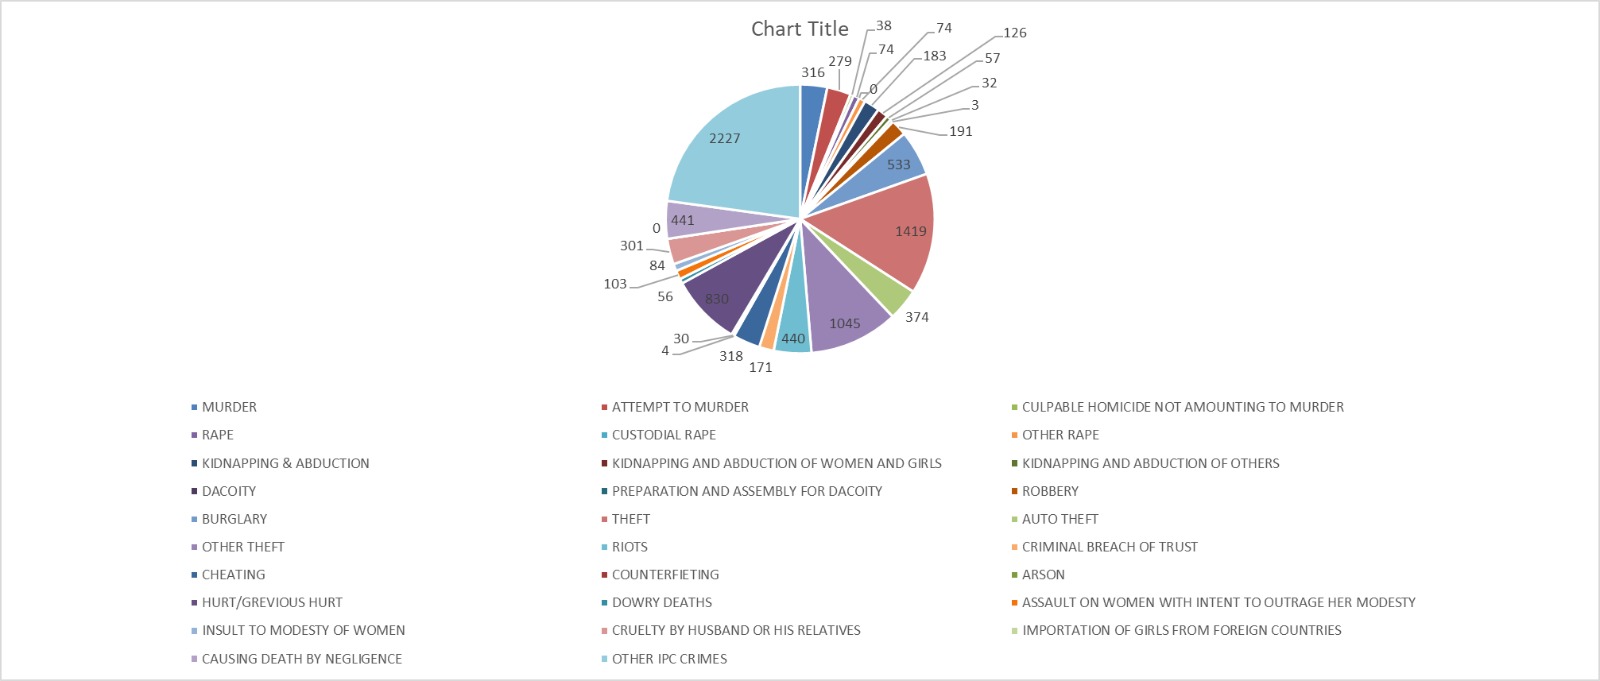 Chart Title
38
74
74
126
279
183
57
316
0
32
3
191
2227
533
441
0
1419
301
84
103
56
830
374
1045
30
440
4
318
171
MURDER ATTEMPT TO MURDER CULPABLE HOMICIDE NOT AMOUNTING TO MURDER
RAPE CUSTODIAL RAPE OTHER RAPE
KIDNAPPING & ABDUCTION KIDNAPPING AND ABDUCTION OF WOMEN AND GIRLS KIDNAPPING AND ABDUCTION OF OTHERS
DACOITY PREPARATION AND ASSEMBLY FOR DACOITY ROBBERY
BURGLARY THEFT AUTO THEFT
OTHER THEFT RIOTS CRIMINAL BREACH OF TRUST
CHEATING COUNTERFIETING ARSON
HURT/GREVIOUS HURT DOWRY DEATHS ASSAULT ON WOMEN WITH INTENT TO OUTRAGE HER MODESTY
INSULT TO MODESTY OF WOMEN CRUELTY BY HUSBAND OR HIS RELATIVES IMPORTATION OF GIRLS FROM FOREIGN COUNTRIES
CAUSING DEATH BY NEGLIGENCE OTHER IPC CRIMES